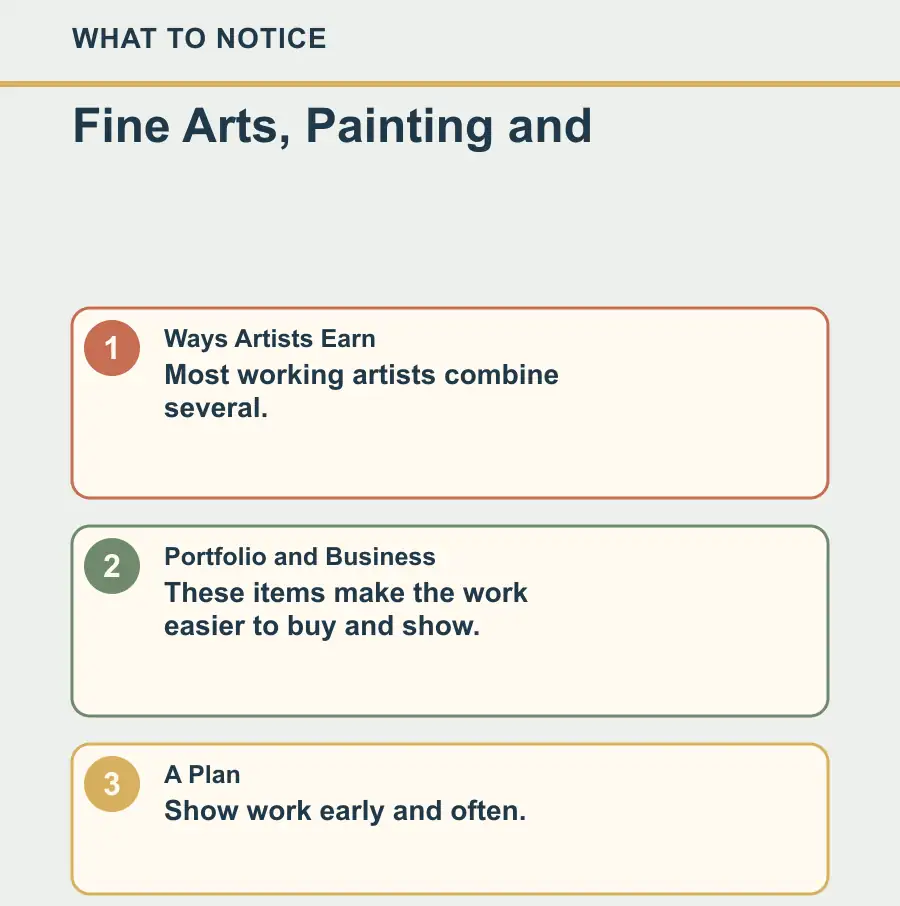 WHAT TO NOTICE
Fine Arts, Painting and
1
Ways Artists Earn
Most working artists combine
several.
2
Portfolio and Business
These items make the work
easier to buy and show.
3
A Plan
Show work early and often.